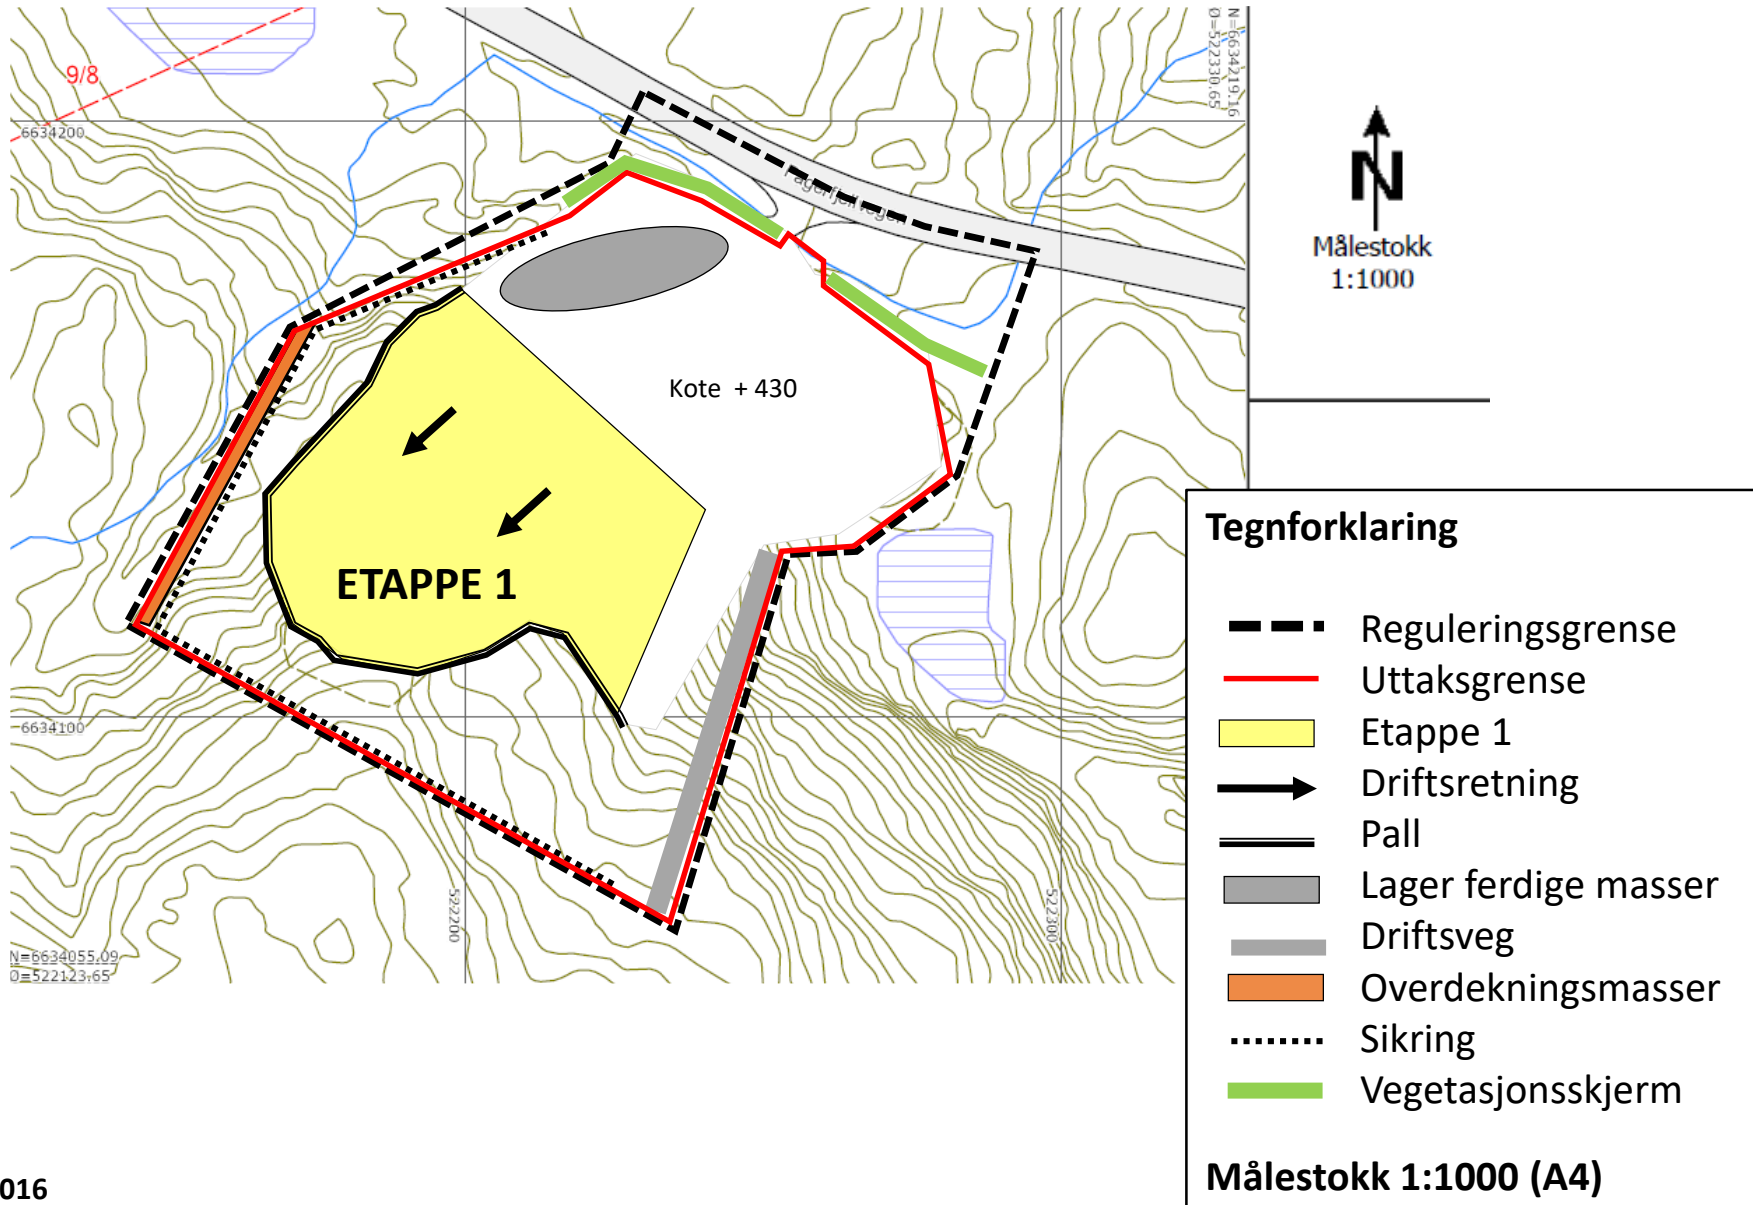 9/8
6634200
N=6634219.16
Ø=522330.65
Fagerfjellvegen
N
Målestokk
1:1000
Kote + 430
ETAPPE 1
6634100
522200
522300
N=6634055.09
Ø=522123.65
Tegnforklaring
Reguleringsgrense
Uttaksgrense
Etappe 1
Driftsretning
Pall
Lager ferdige masser
Driftsveg
Overdekningsmasser
Sikring
Vegetasjonsskjerm
Målestokk 1:1000 (A4)
016